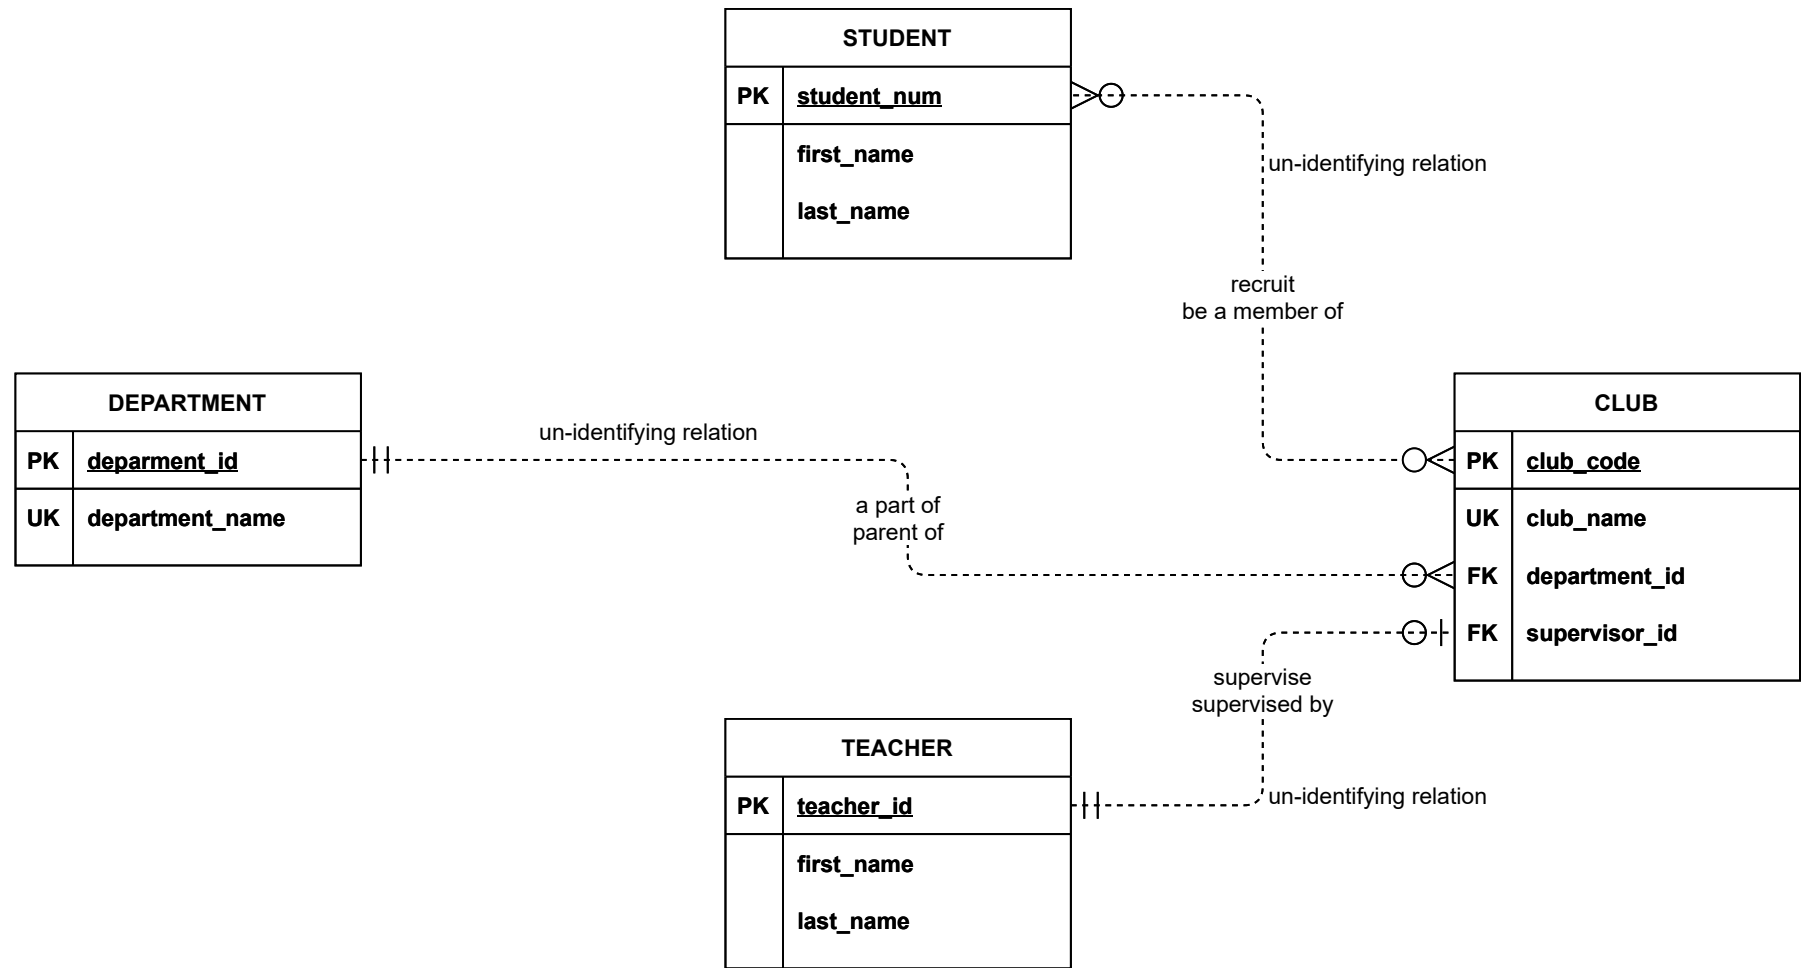 STUDENT
PK student_num
first_name
last_name
un-identifying relation
recruit
be a member of
DEPARTMENT
PK deparment_id
UK department_name
un-identifying relation
a part of
parent of
CLUB
PK club_code
UK club_name
FK department_id
FK supervisor_id
supervise
supervised by
un-identifying relation
TEACHER
PK teacher_id
first_name
last_name